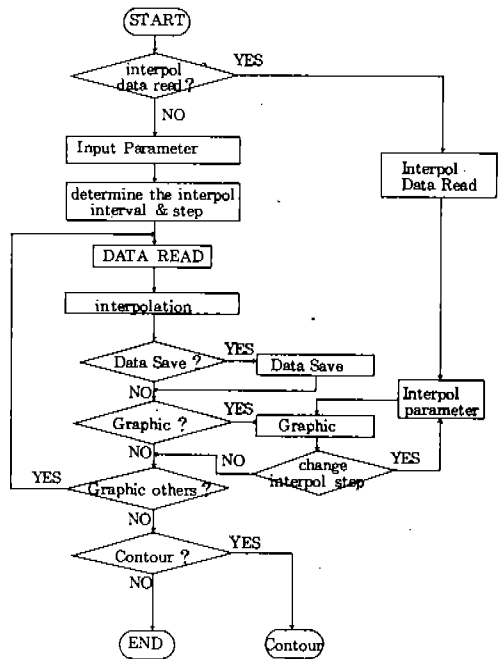 START
interpol
data read?
YES
NO
Input Parameter
Interpol
Data Read
determine the interpol
interval & step
DATA READ
interpolation
Data Save ?
YES
Data Save
NO
Interpol
parameter
Graphic ?
YES
Graphic
NO
NO
change
interpol step
YES
YES
Graphic others ?
NO
Contour ?
YES
NO
END
Contour